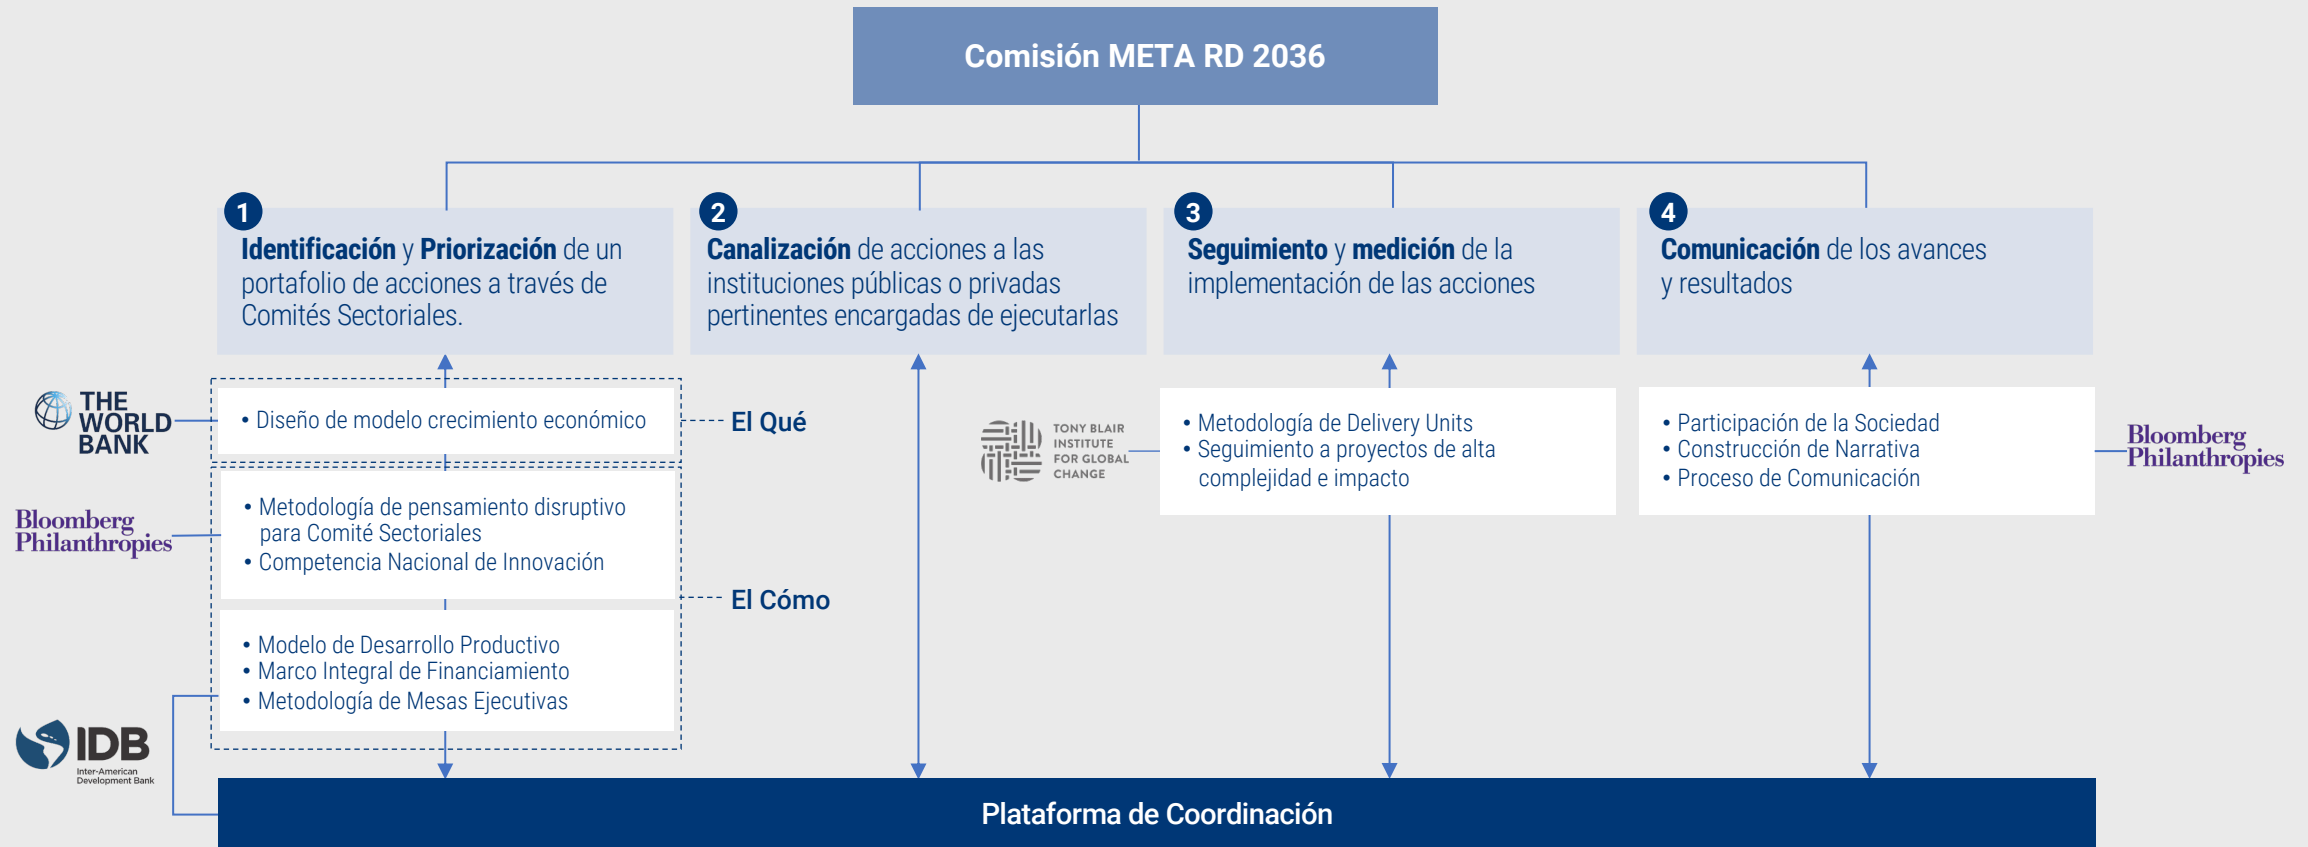 Comisión META RD 2036
1
Identificación y Priorización de un
portafolio de acciones a través de
Comités Sectoriales.
2
Canalización de acciones a las
instituciones públicas o privadas
pertinentes encargadas de ejecutarlas
3
Seguimiento y medición de la
implementación de las acciones
4
Comunicación de los avances
y resultados
THE
WORLD
BANK
• Diseño de modelo crecimiento económico
El Qué
Bloomberg
Philanthropies
• Metodología de pensamiento disruptivo
para Comité Sectoriales
• Competencia Nacional de Innovación
El Cómo
• Modelo de Desarrollo Productivo
• Marco Integral de Financiamiento
• Metodología de Mesas Ejecutivas
IDB
Inter-American
Development Bank
TONY BLAIR
INSTITUTE
FOR GLOBAL
CHANGE
• Metodología de Delivery Units
• Seguimiento a proyectos de alta
complejidad e impacto
• Participación de la Sociedad
• Construcción de Narrativa
• Proceso de Comunicación
Bloomberg
Philanthropies
Plataforma de Coordinación